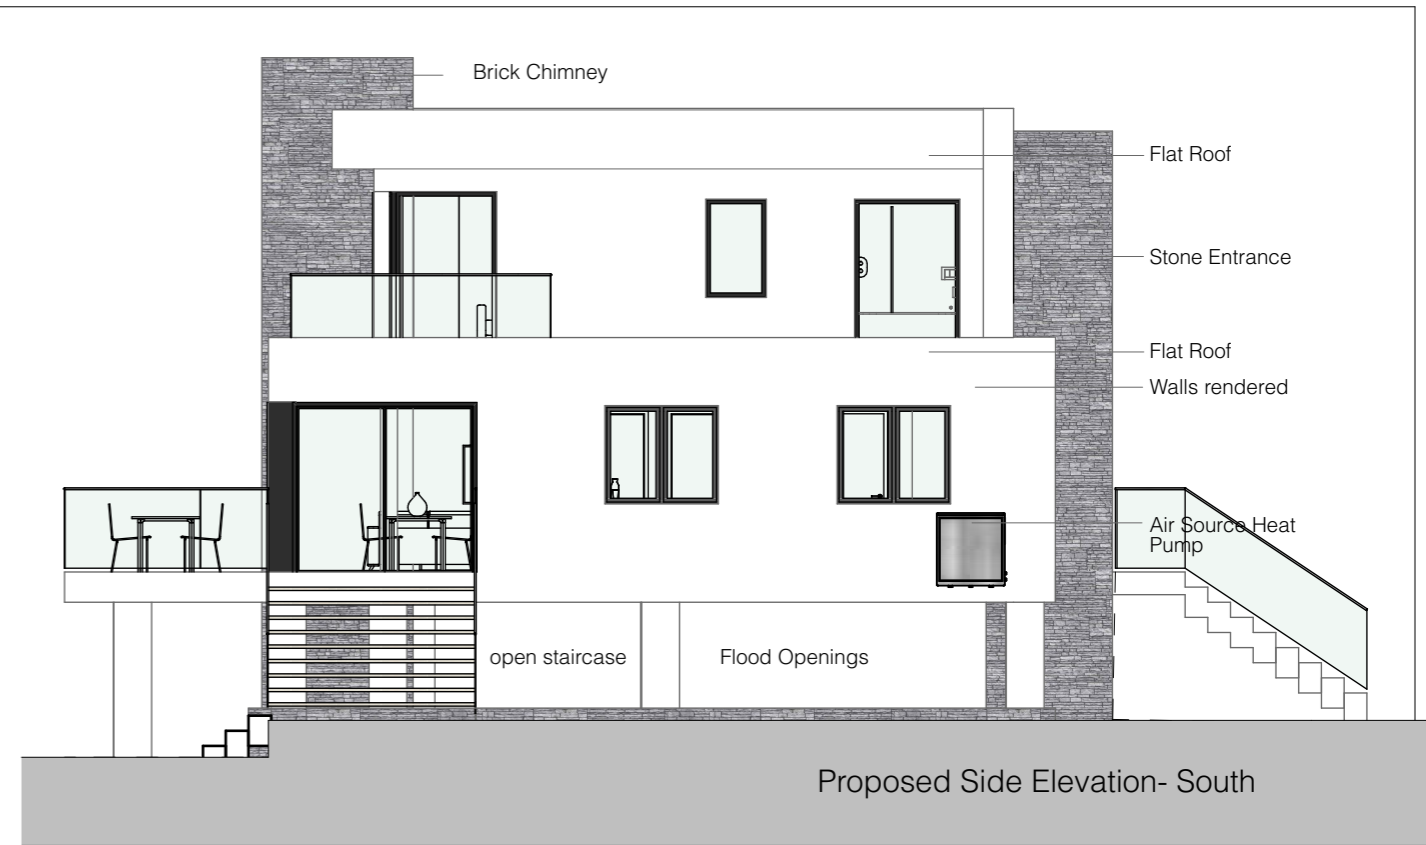 Brick Chimney
Flat Roof
Stone Entrance
Flat Roof
Walls rendered
Air Source Heat
Pump
open staircase
Flood Openings
Proposed Side Elevation- South